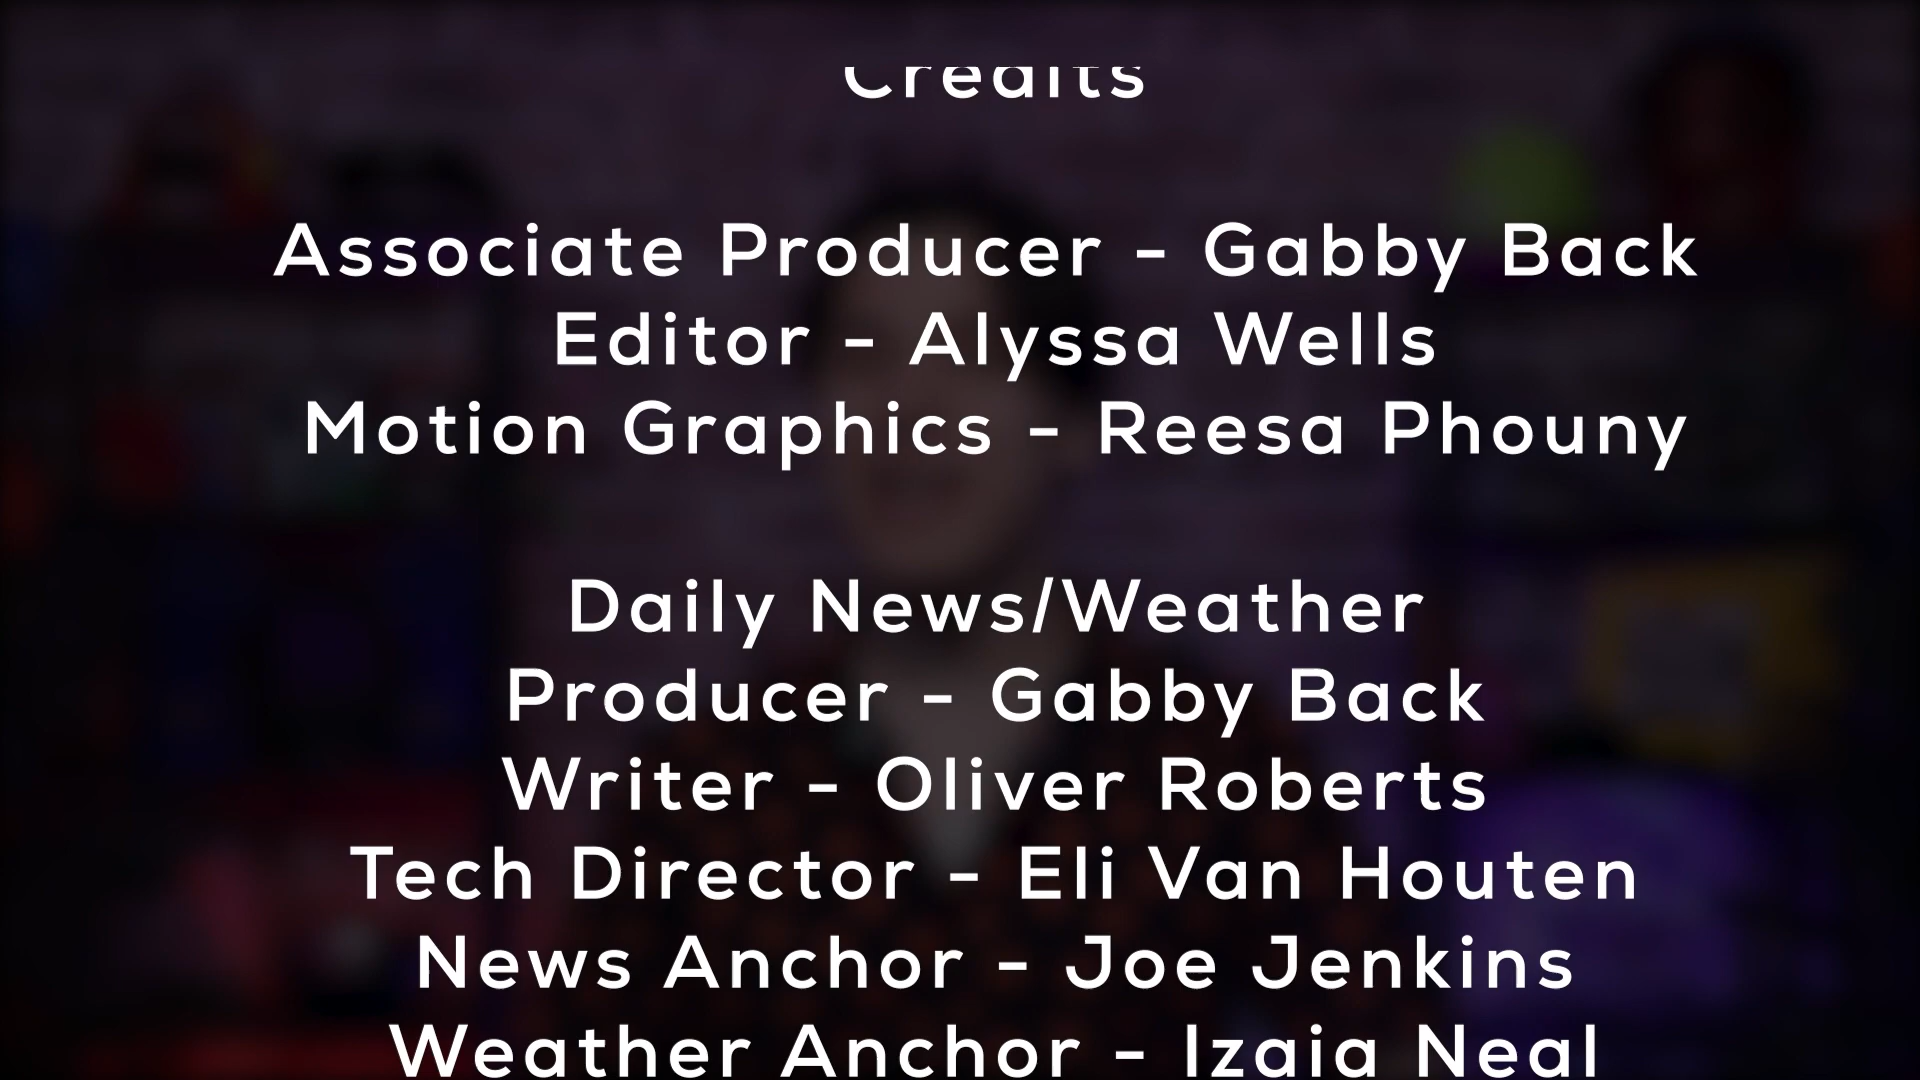 Credits
Associate Producer - Gabby Back
Editor - Alyssa Wells
Motion Graphics - Reesa Phouny
Daily News/Weather
Producer - Gabby Back
Writer - Oliver Roberts
Tech Director - Eli Van Houten
News Anchor - Joe Jenkins
Weather Anchor - Izaia Neal